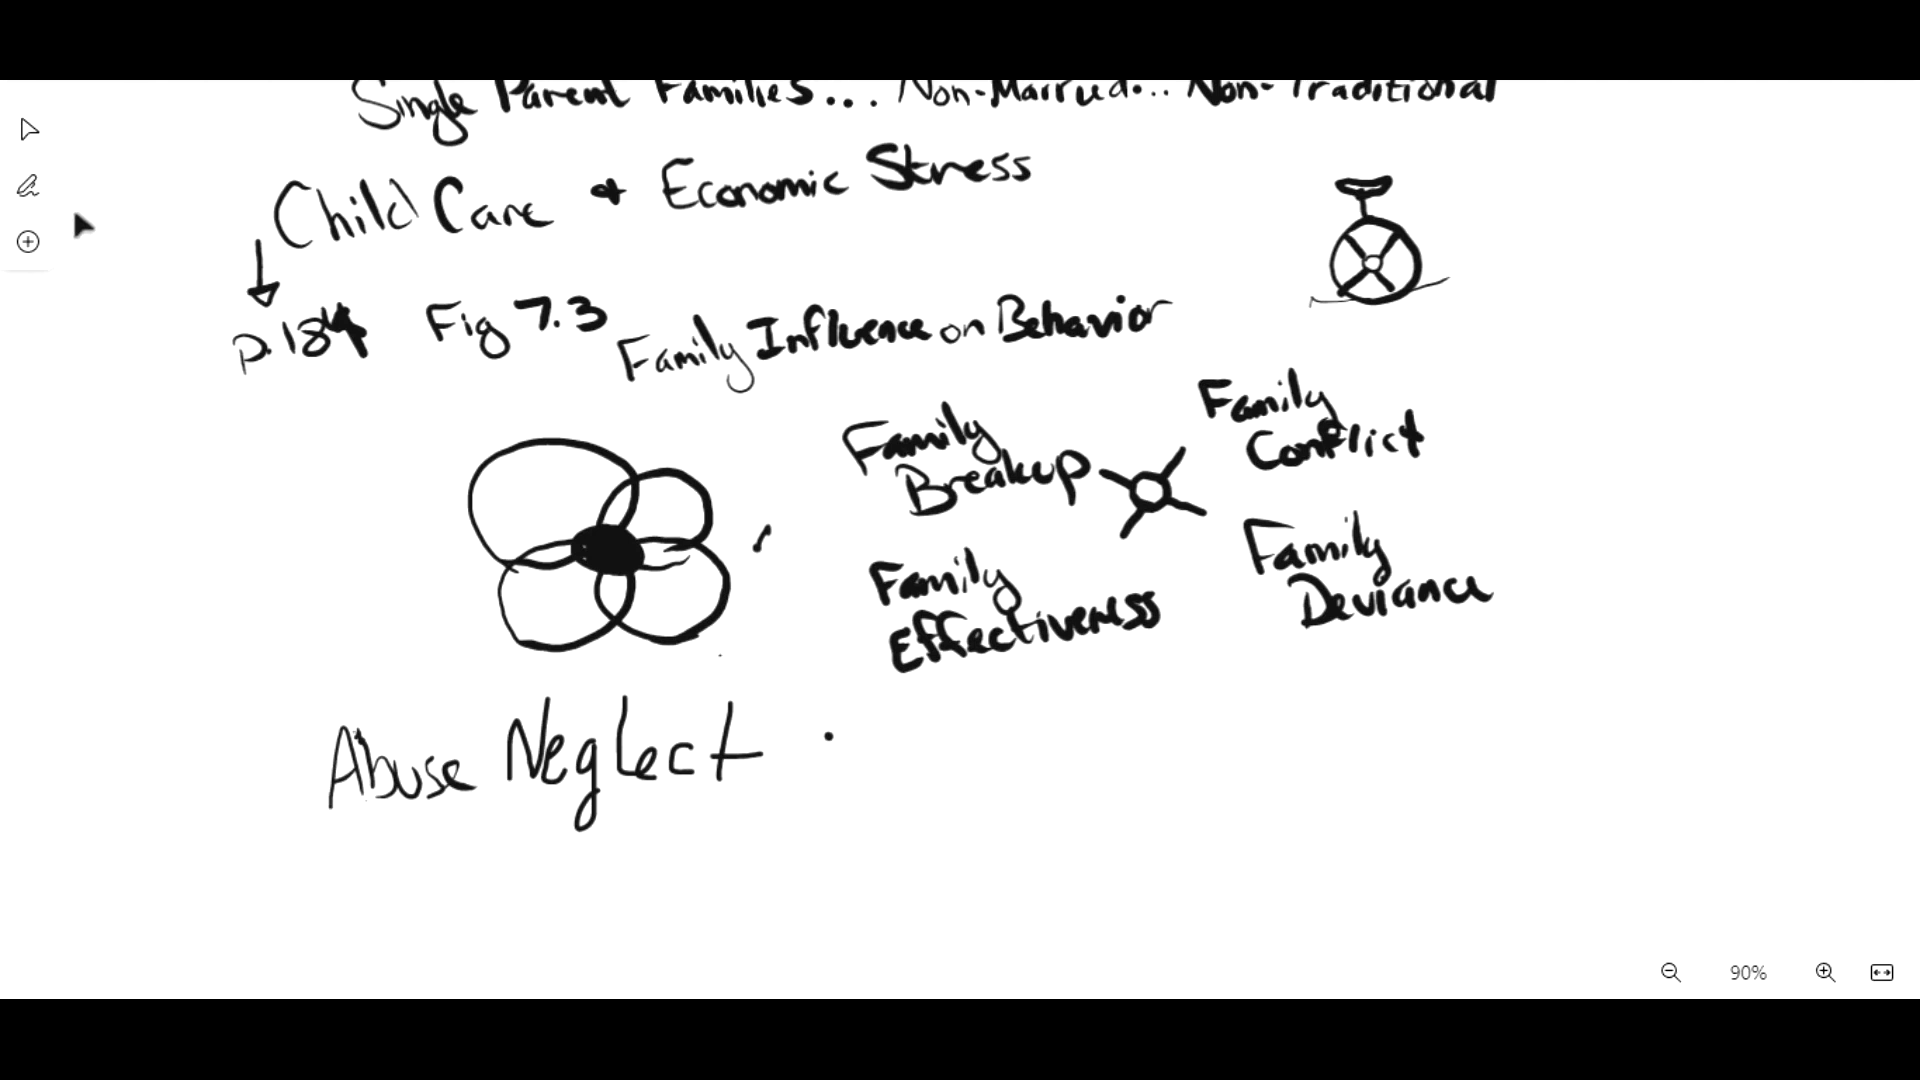 Single Parent Families... Non-Married... Non-Traditional
Child Care + Economic Stress
p. 184 Fig 7.3
Family Influence on Behavior
Family
Breakup
Family
Conflict
Family
Effectiveness
Family
Deviance
Abuse Neglect
90%